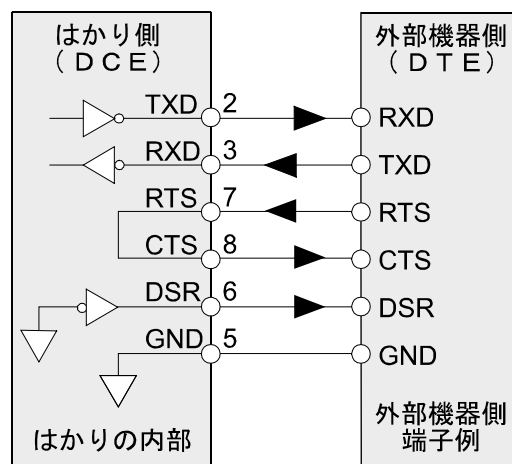 はかり側
(ＤＣＥ)
外部機器側
(ＤＴＥ)
TXD 2 RXD
RXD 3 TXD
RTS 7 RTS
CTS 8 CTS
DSR 6 DSR
GND 5 GND
はかりの内部
外部機器側
端子例